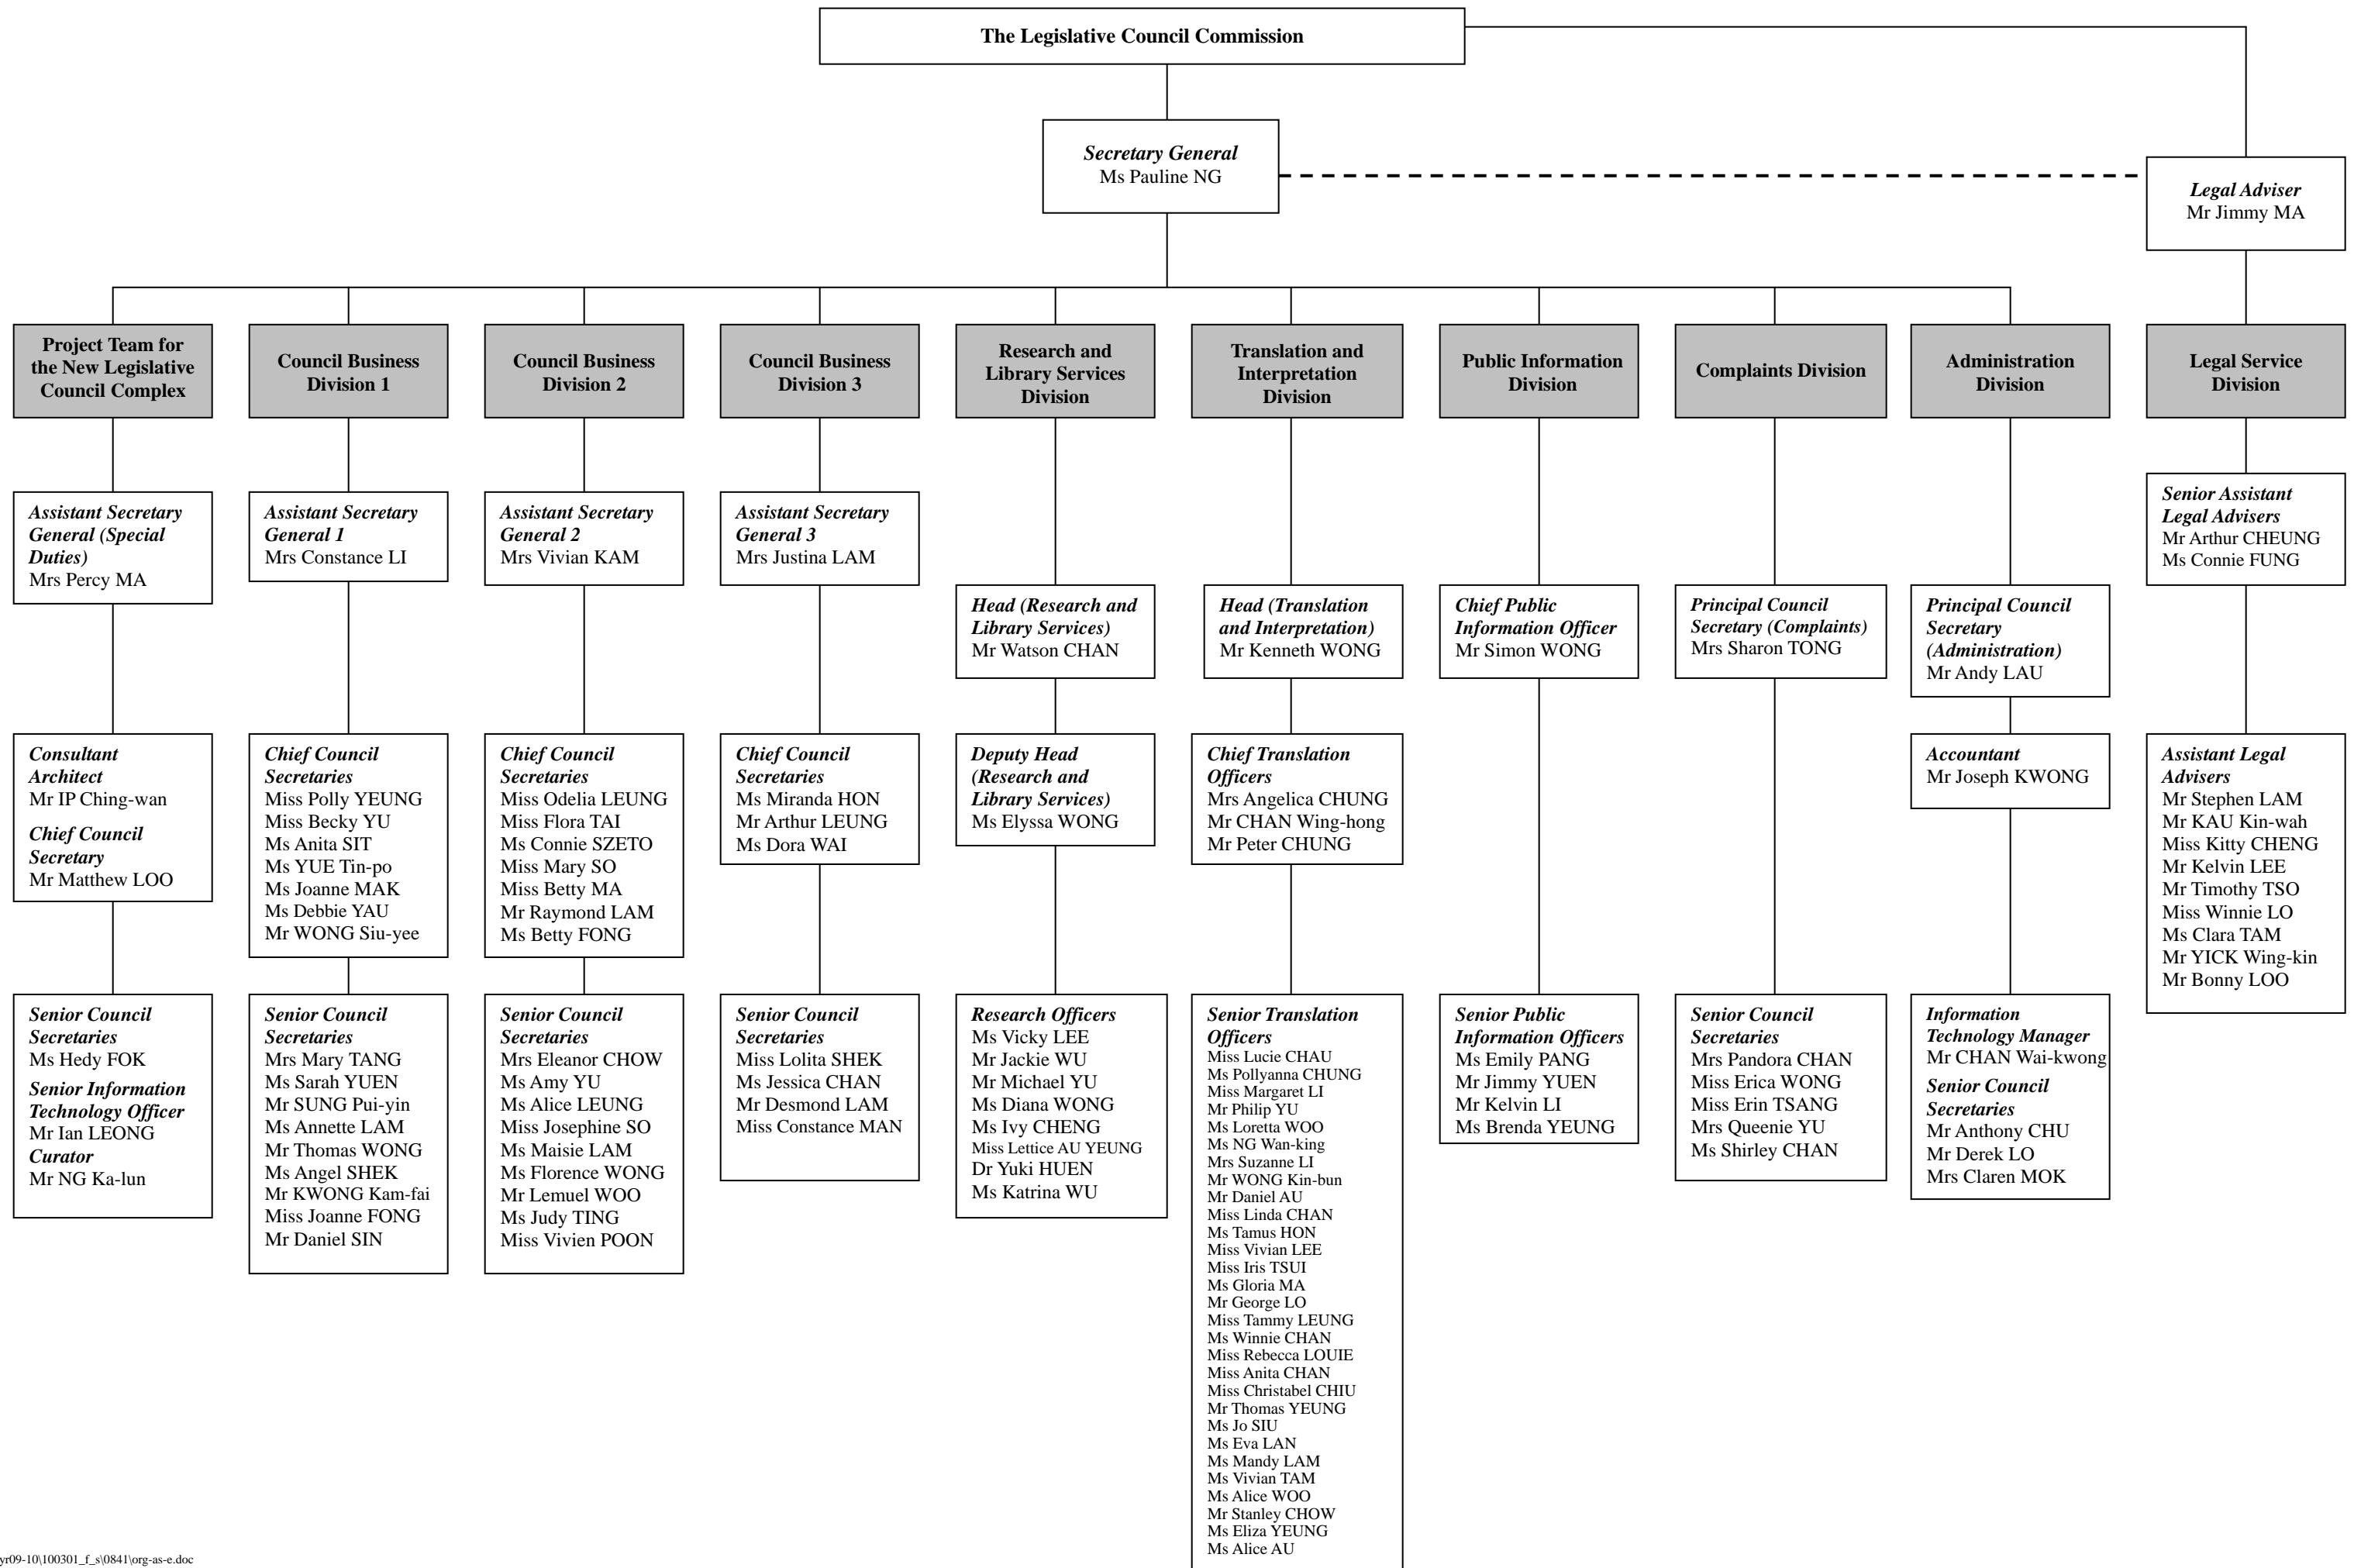 The Legislative Council Commission
Secretary General
Ms Pauline NG
Legal Adviser
Mr Jimmy MA
Project Team for
the New Legislative
Council Complex
Assistant Secretary
General (Special
Duties)
Mrs Percy MA
Consultant
Architect
Mr IP Ching-wan
Chief Council
Secretary
Mr Matthew LOO
Senior Council
Secretaries
Ms Hedy FOK
Senior Information
Technology Officer
Mr Ian LEONG
Curator
Mr NG Ka-lun
Council Business
Division 1
Assistant Secretary
General 1
Mrs Constance LI
Chief Council
Secretaries
Miss Polly YEUNG
Miss Becky YU
Ms Anita SIT
Ms YUE Tin-po
Ms Joanne MAK
Ms Debbie YAU
Mr WONG Siu-yee
Senior Council
Secretaries
Mrs Mary TANG
Ms Sarah YUEN
Mr SUNG Pui-yin
Ms Annette LAM
Mr Thomas WONG
Ms Angel SHEK
Mr KWONG Kam-fai
Miss Joanne FONG
Mr Daniel SIN
Council Business
Division 2
Assistant Secretary
General 2
Mrs Vivian KAM
Chief Council
Secretaries
Miss Odelia LEUNG
Miss Flora TAI
Ms Connie SZETO
Miss Mary SO
Miss Betty MA
Mr Raymond LAM
Ms Betty FONG
Senior Council
Secretaries
Mrs Eleanor CHOW
Ms Amy YU
Ms Alice LEUNG
Miss Josephine SO
Ms Maisie LAM
Ms Florence WONG
Mr Lemuel WOO
Ms Judy TING
Miss Vivien POON
Council Business
Division 3
Assistant Secretary
General 3
Mrs Justina LAM
Chief Council
Secretaries
Ms Miranda HON
Mr Arthur LEUNG
Ms Dora WAI
Senior Council
Secretaries
Miss Lolita SHEK
Ms Jessica CHAN
Mr Desmond LAM
Miss Constance MAN
Research and
Library Services
Division
Head (Research and
Library Services)
Mr Watson CHAN
Deputy Head
(Research and
Library Services)
Ms Elyssa WONG
Research Officers
Ms Vicky LEE
Mr Jackie WU
Mr Michael YU
Ms Diana WONG
Ms Ivy CHENG
Miss Lettice AU YEUNG
Dr Yuki HUEN
Ms Katrina WU
Translation and
Interpretation
Division
Head (Translation
and Interpretation)
Mr Kenneth WONG
Chief Translation
Officers
Mrs Angelica CHUNG
Mr CHAN Wing-hong
Mr Peter CHUNG
Senior Translation
Officers
Miss Lucie CHAU
Ms Pollyanna CHUNG
Miss Margaret LI
Mr Philip YU
Ms Loretta WOO
Ms NG Wan-king
Mrs Suzanne LI
Mr WONG Kin-bun
Mr Daniel AU
Miss Linda CHAN
Ms Tamus HON
Miss Vivian LEE
Miss Iris TSUI
Ms Gloria MA
Mr George LO
Miss Tammy LEUNG
Ms Winnie CHAN
Miss Rebecca LOUIE
Miss Anita CHAN
Miss Christabel CHIU
Mr Thomas YEUNG
Ms Jo SIU
Ms Eva LAN
Ms Mandy LAM
Ms Vivian TAM
Ms Alice WOO
Mr Stanley CHOW
Ms Eliza YEUNG
Ms Alice AU
Public Information
Division
Chief Public
Information Officer
Mr Simon WONG
Senior Public
Information Officers
Ms Emily PANG
Mr Jimmy YUEN
Mr Kelvin LI
Ms Brenda YEUNG
Complaints Division
Principal Council
Secretary (Complaints)
Mrs Sharon TONG
Senior Council
Secretaries
Mrs Pandora CHAN
Miss Erica WONG
Miss Erin TSANG
Mrs Queenie YU
Ms Shirley CHAN
Administration
Division
Principal Council
Secretary
(Administration)
Mr Andy LAU
Accountant
Mr Joseph KWONG
Information
Technology Manager
Mr CHAN Wai-kwong
Senior Council
Secretaries
Mr Anthony CHU
Mr Derek LO
Mrs Claren MOK
Legal Service
Division
Senior Assistant
Legal Advisers
Mr Arthur CHEUNG
Ms Connie FUNG
Assistant Legal
Advisers
Mr Stephen LAM
Mr KAU Kin-wah
Miss Kitty CHENG
Mr Kelvin LEE
Mr Timothy TSO
Miss Winnie LO
Ms Clara TAM
Mr YICK Wing-kin
Mr Bonny LOO
yr09-10\100301_f_s\0841\org-as-e.doc